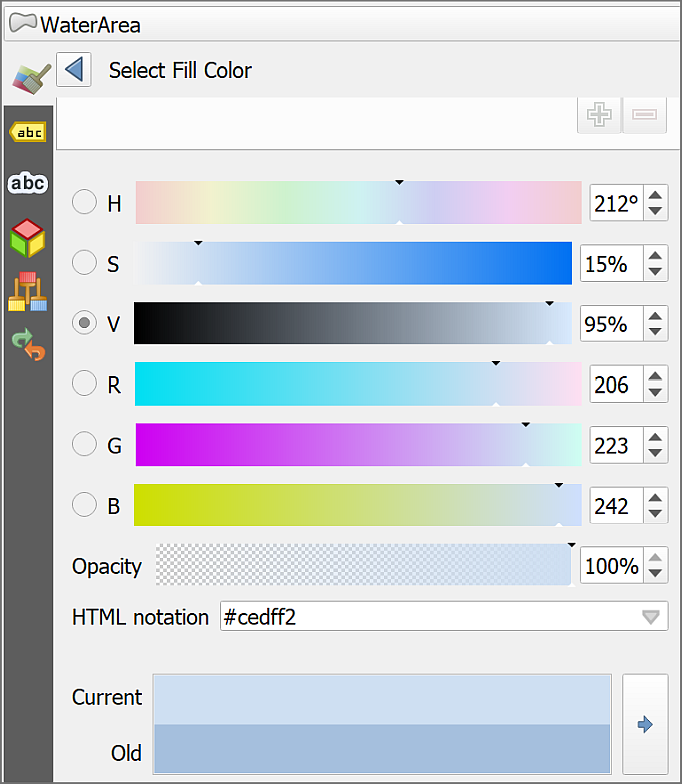 WaterArea
Select Fill Color
abc
abc
H 212°
S 15%
V 95%
R 206
G 223
B 242
Opacity 100%
HTML notation #cedff2
Current
Old